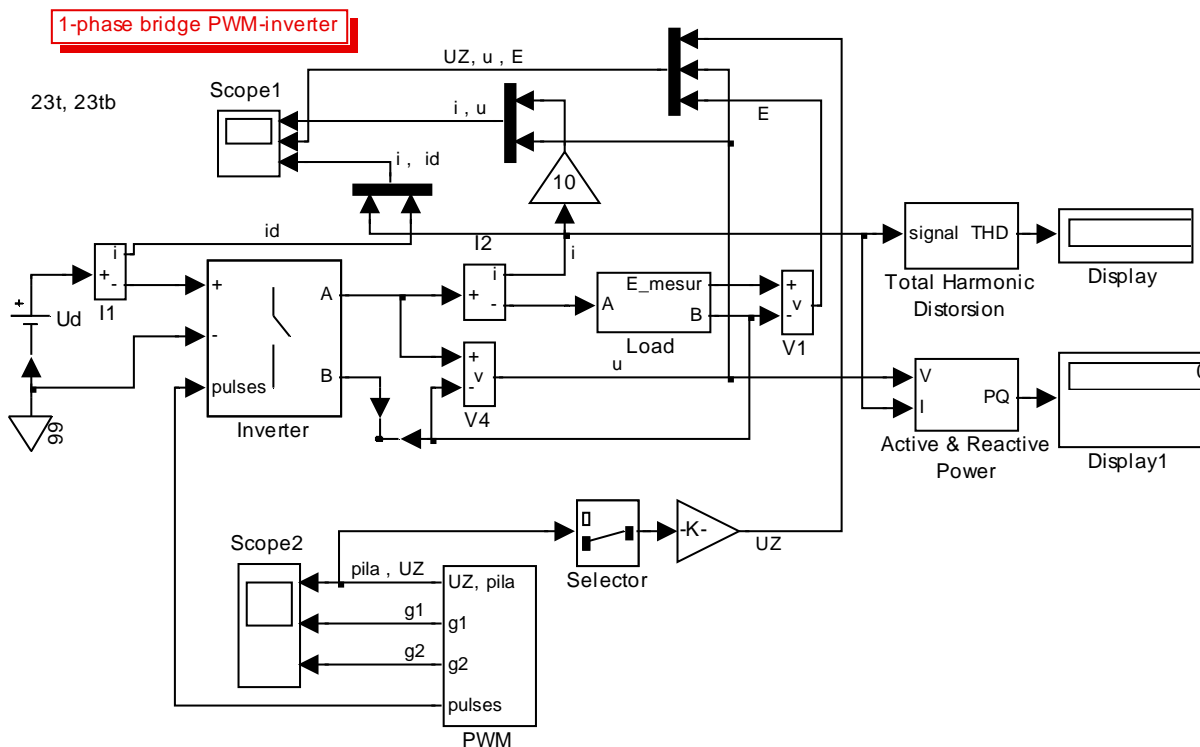 1-phase bridge PWM-inverter
23t, 23tb
Scope1
UZ, u , E
i , u
i , id
E
10
id
I2
i
i
+
-
I1
Ud
+
+
-
pulses
A
B
Inverter
+
i
-
+
v
-
V4
A
E_mesur
B
Load
+
v
-
V1
u
signal THD
Total Harmonic
Distorsion
Display
V
I
PQ
Active & Reactive
Power
0
Display1
99
Scope2
pila , UZ
g1
g2
UZ, pila
g1
g2
pulses
PWM
Selector
-K-
UZ